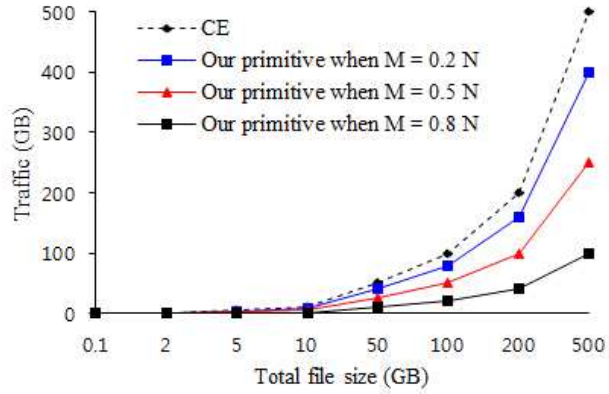 500
400
300
200
100
0
Traffic (GB)
CE
Our primitive when M = 0.2 N
Our primitive when M = 0.5 N
Our primitive when M = 0.8 N
0.1 2 5 10 50 100 200 500
Total file size (GB)